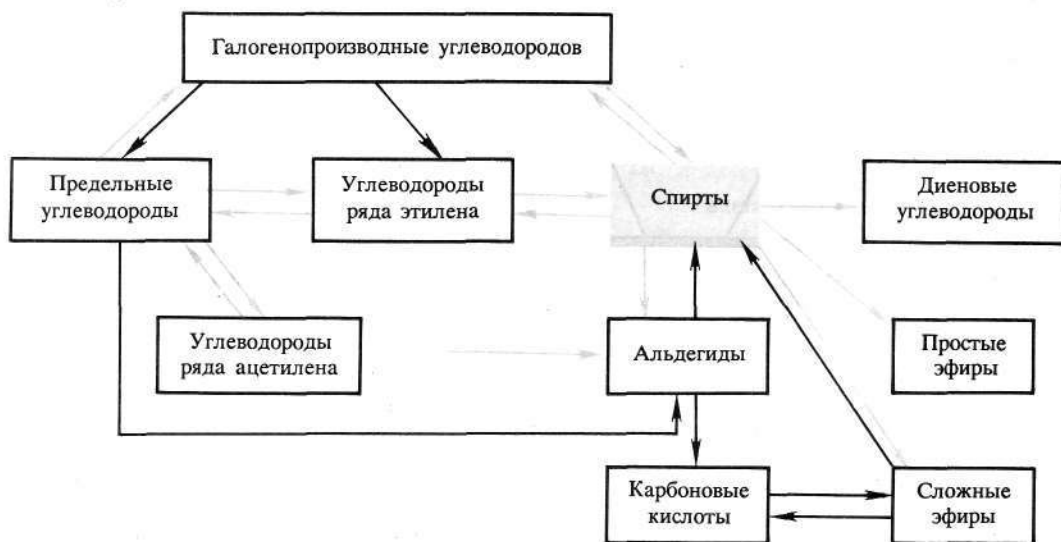 Галогенопроизводные углеводородов
Предельные
углеводороды
Углеводороды
ряда этилена
Спирты
Диеновые
углеводороды
Углеводороды
ряда ацетилена
Альдегиды
Простые
эфиры
Карбоновые
кислоты
Сложные
эфиры